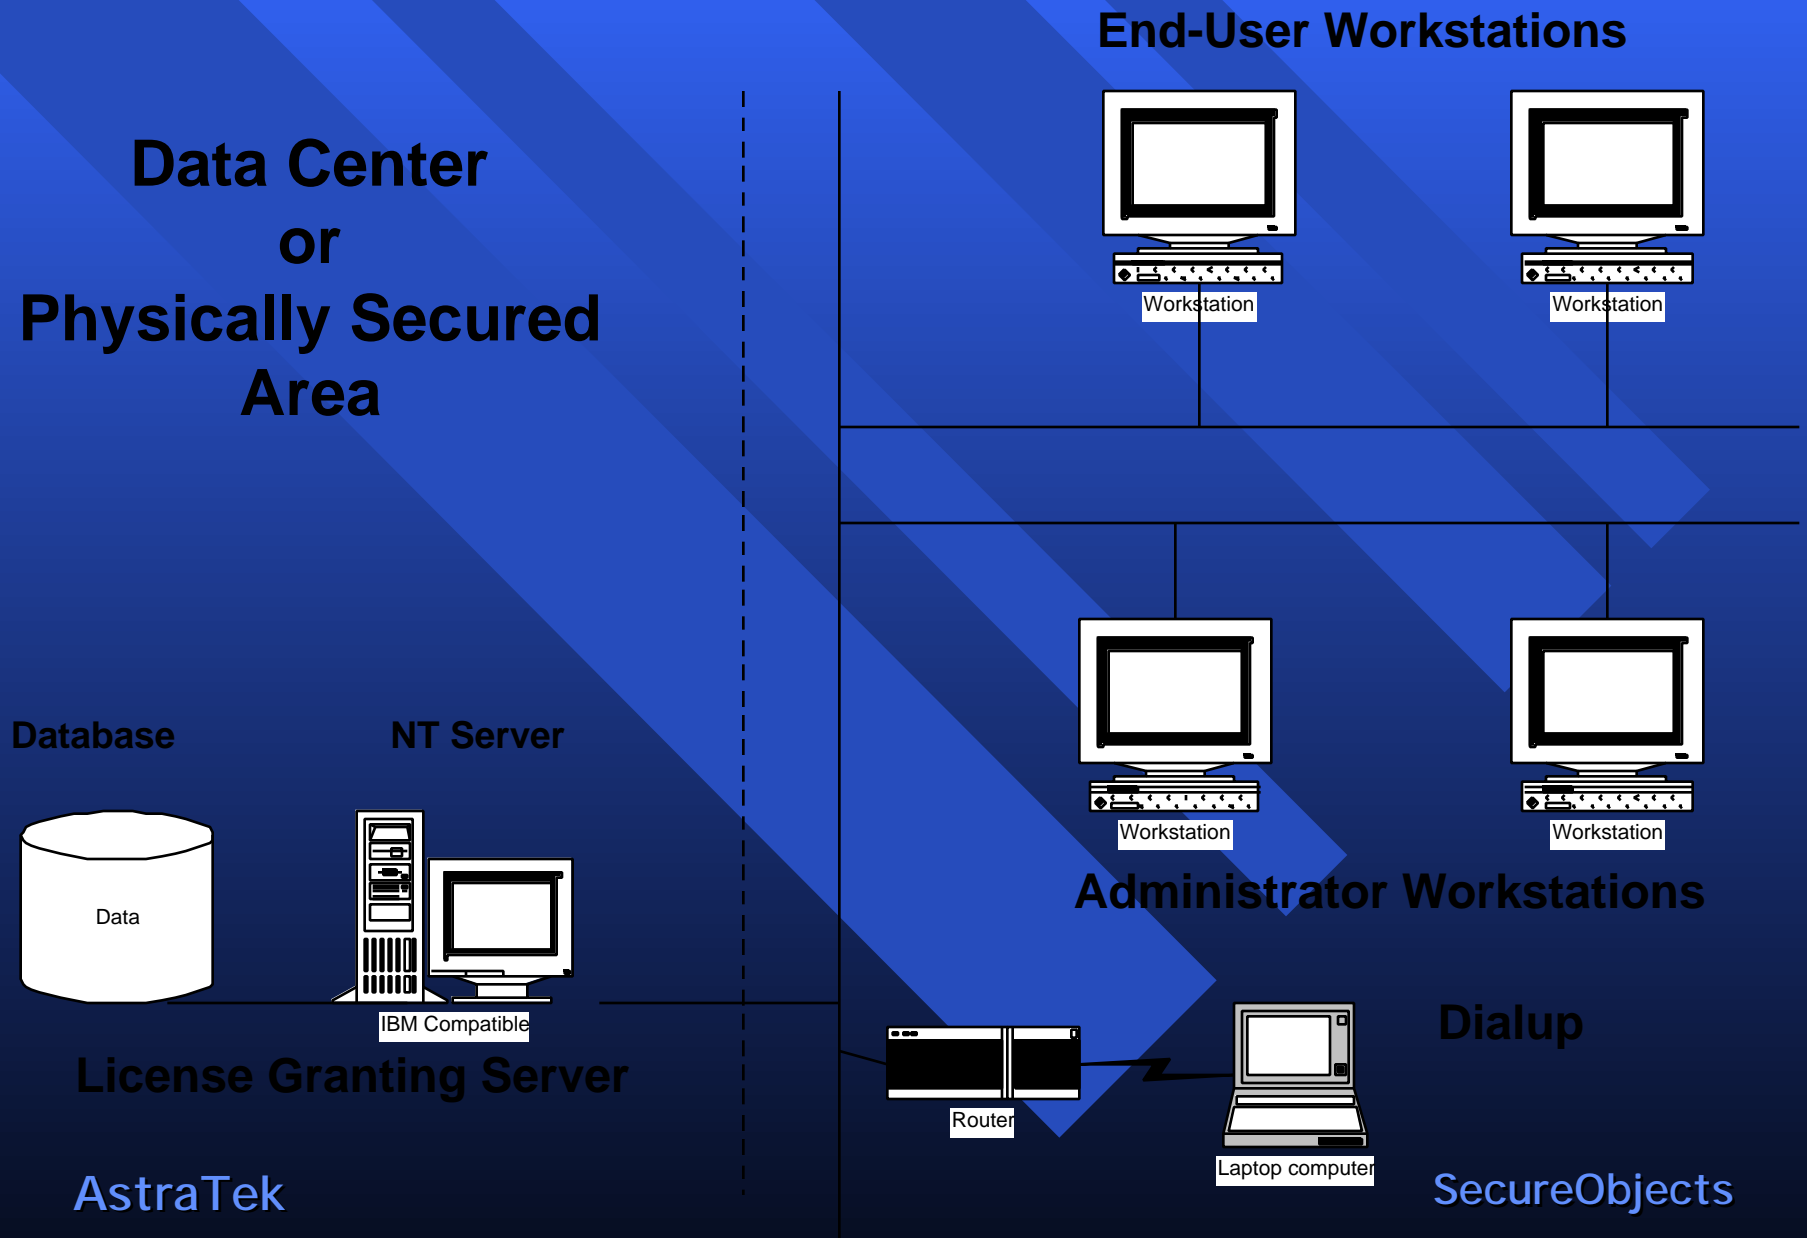 End-User Workstations
Data Center
or
Physically Secured
Area
Workstation
Workstation
Database
NT Server
Workstation
Workstation
Data
Administrator Workstations
IBM Compatible
License Granting Server
Dialup
Router
Laptop computer
AstraTek
SecureObjects